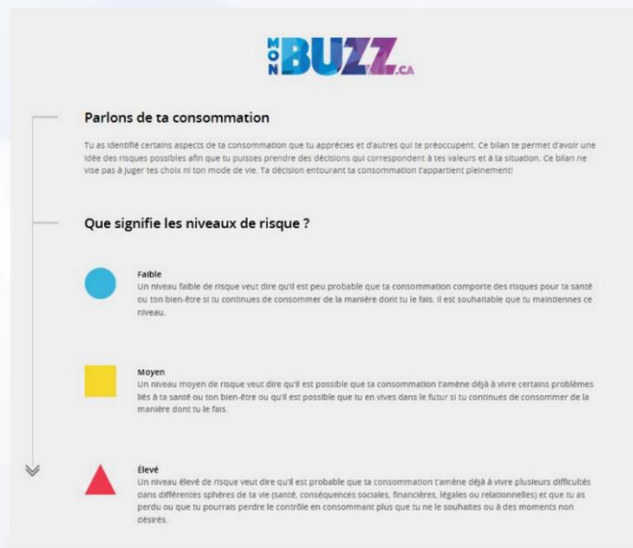 MON BUZZ.CA
Parlons de ta consommation
Tu as identifié certains aspects de ta consommation que tu apprécies et d'autres qui te préoccupent. Ce bilan te permet d'avoir une
idée des risques possibles afin que tu puisses prendre des décisions qui correspondent à tes valeurs et à ta situation. Ce bilan ne
vise pas à juger tes choix ni ton mode de vie. Ta décision entourant ta consommation t'appartient pleinement!
Que signifie les niveaux de risque ?
Faible
Un niveau faible de risque veut dire qu'il est peu probable que ta consommation comporte des risques pour ta santé
ou ton bien-être si tu continues de consommer de la manière dont tu le fais. Il est souhaitable que tu maintiennes ce
niveau.
Moyen
Un niveau moyen de risque veut dire qu'il est possible que ta consommation t'amène déjà à vivre certains problèmes
liés à ta santé ou ton bien-être ou qu'il est possible que tu en vives dans le futur si tu continues de consommer de la
manière dont tu le fais.
Élevé
Un niveau élevé de risque veut dire qu'il est probable que ta consommation t'amène déjà à vivre plusieurs difficultés
dans différentes sphères de ta vie (santé, conséquences sociales, financières, légales ou relationnelles) et que tu as
perdu ou que tu pourrais perdre le contrôle en consommant plus que tu ne le souhaites ou à des moments non
désirés.